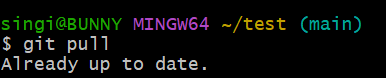 singi@BUNNY MINGW64 ~/test (main)
$ git pull
Already up to date.